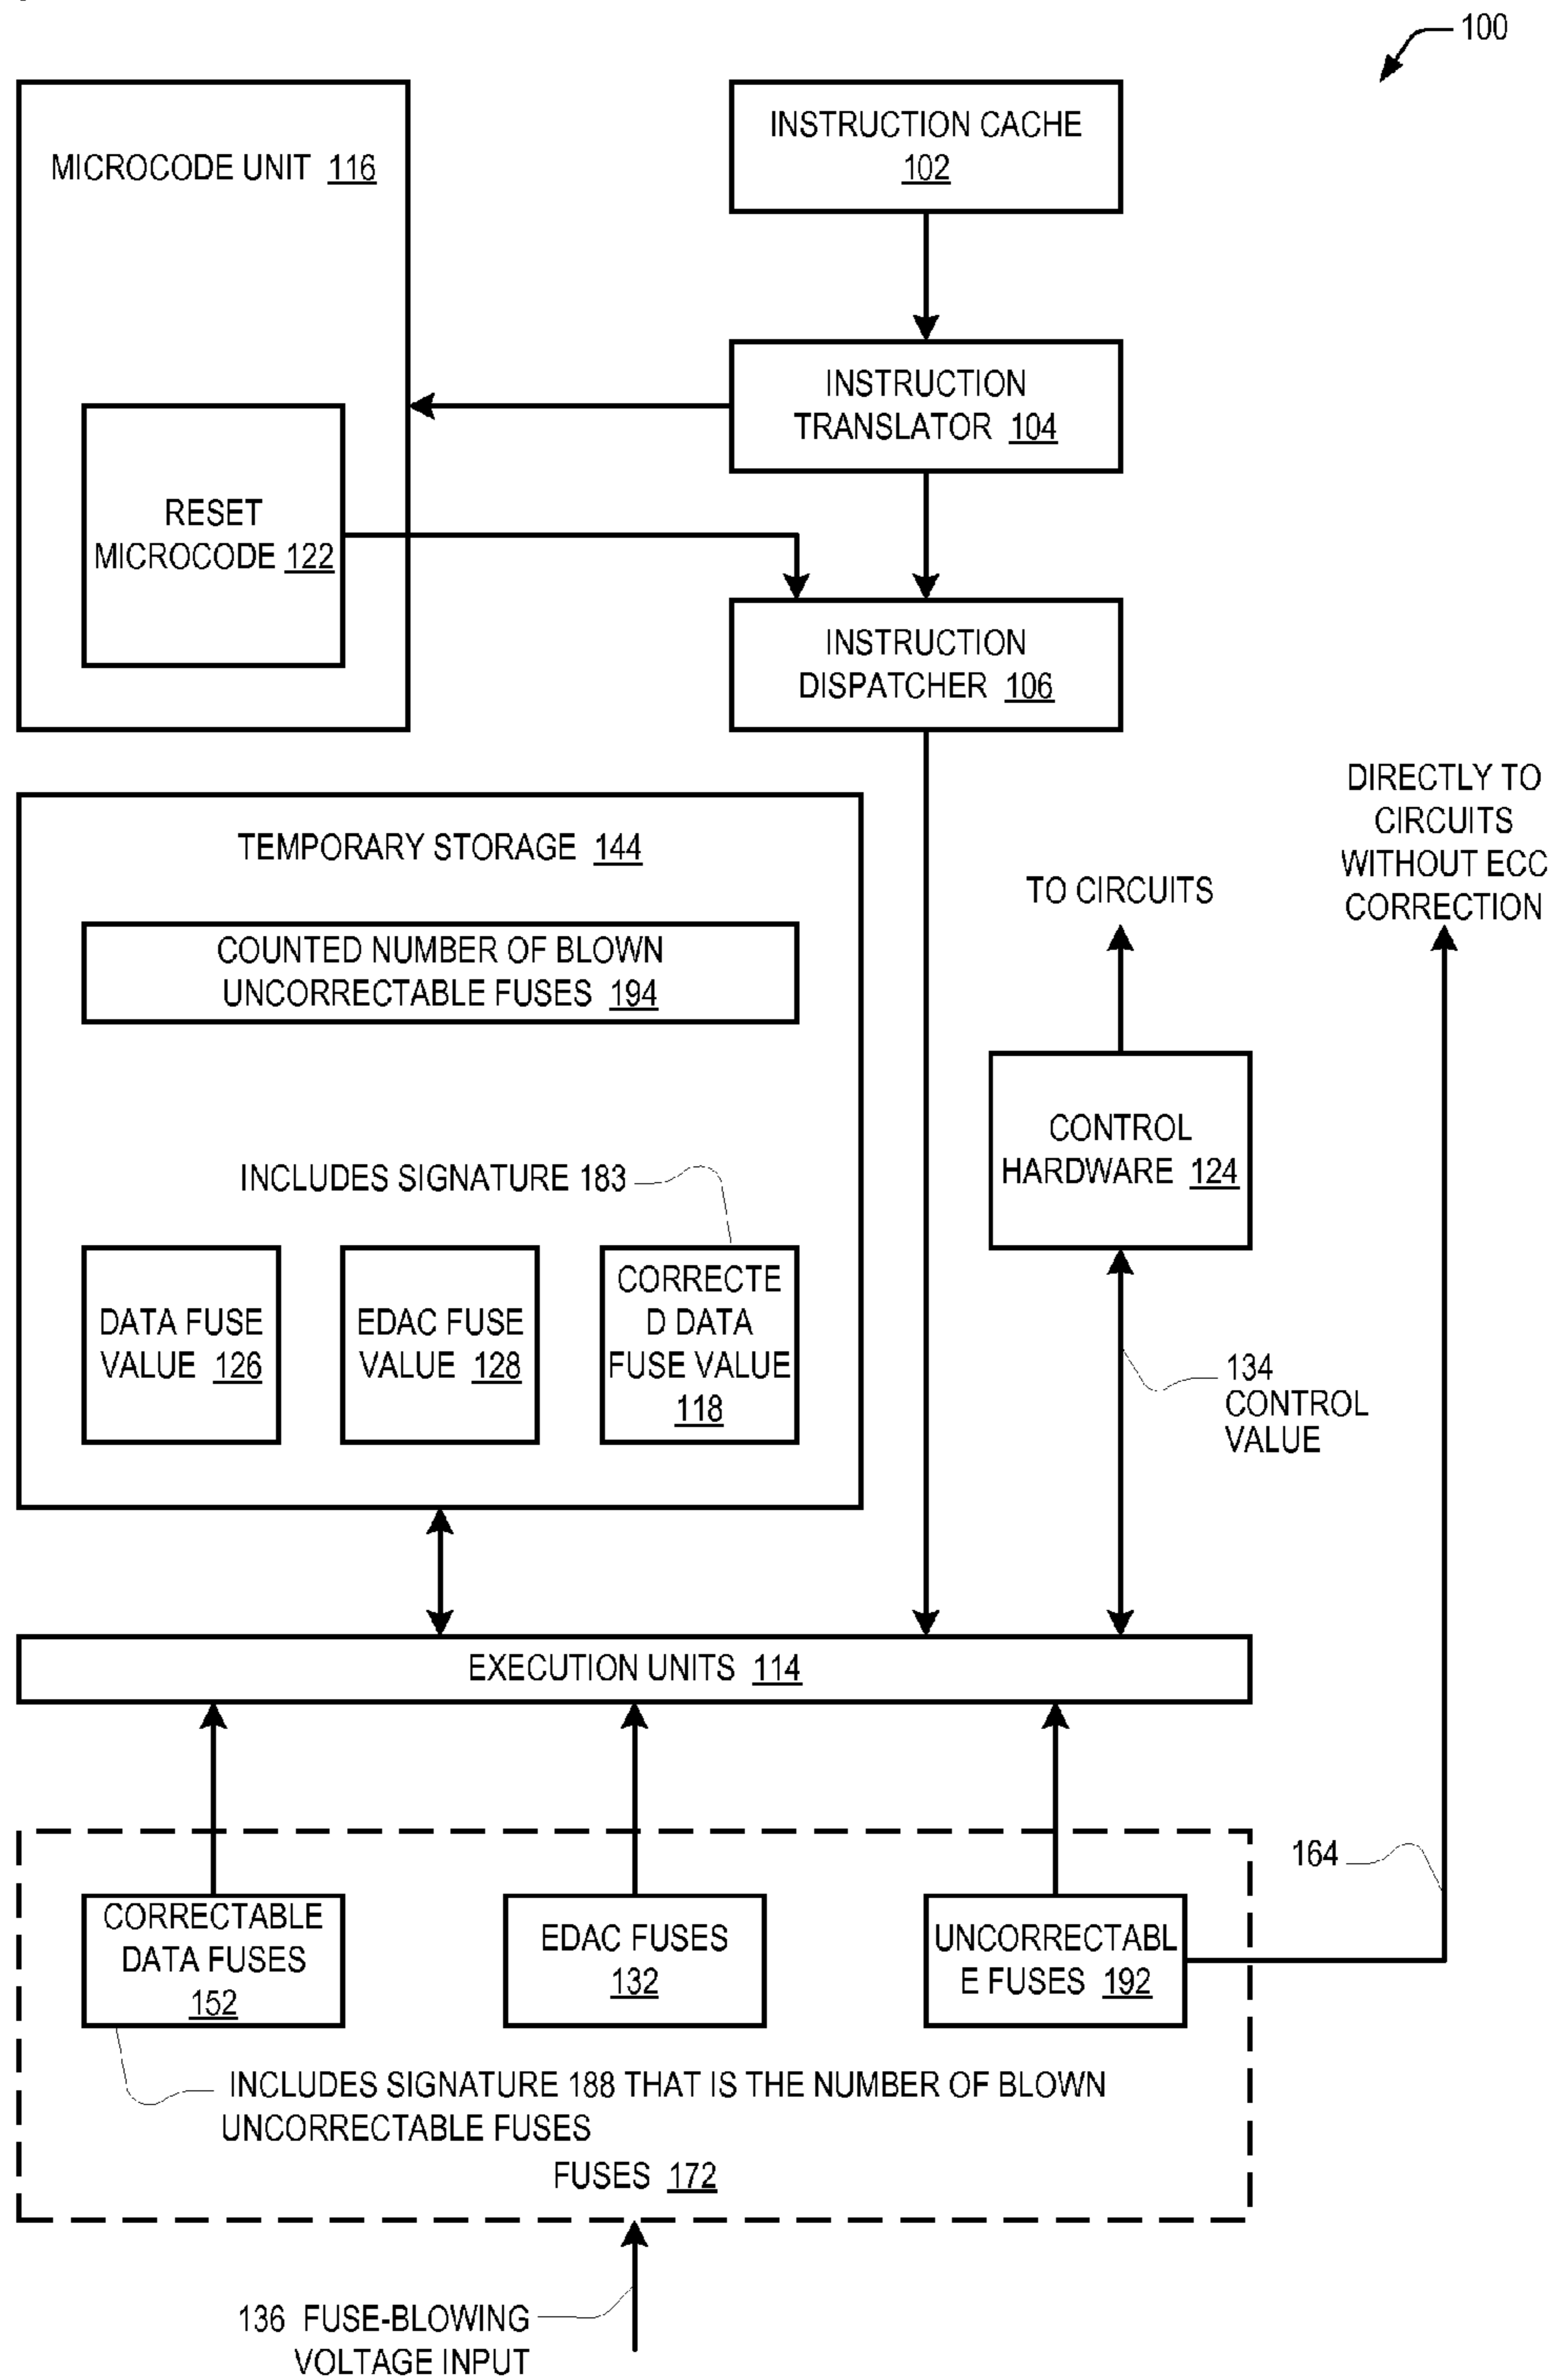 100
MICROCODE UNIT 116
INSTRUCTION CACHE
102
INSTRUCTION
TRANSLATOR 104
RESET
MICROCODE 122
INSTRUCTION
DISPATCHER 106
DIRECTLY TO
CIRCUITS
WITHOUT ECC
CORRECTION
TEMPORARY STORAGE 144
TO CIRCUITS
COUNTED NUMBER OF BLOWN
UNCORRECTABLE FUSES 194
CONTROL
HARDWARE 124
INCLUDES SIGNATURE 183
DATA FUSE
VALUE 126
EDAC FUSE
VALUE 128
CORRECTE
D DATA
FUSE VALUE
118
134
CONTROL
VALUE
EXECUTION UNITS 114
164
CORRECTABLE
DATA FUSES
152
EDAC FUSES
132
UNCORRECTABL
E FUSES 192
INCLUDES SIGNATURE 188 THAT IS THE NUMBER OF BLOWN
UNCORRECTABLE FUSES
FUSES 172
136 FUSE-BLOWING
VOLTAGE INPUT